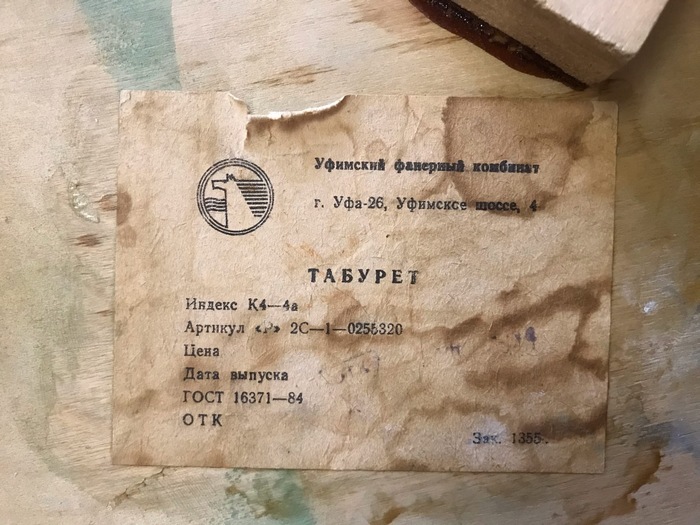 Уфимский фанерный комбинат
г. Уфа-26, Уфимское шоссе, 4
ТАБУРЕТ
Индекс К4—4а
Артикул «Р» 2С—1—0255320
Цена
Дата выпуска
ГОСТ 16371—84
ОТК
Зак. 1355